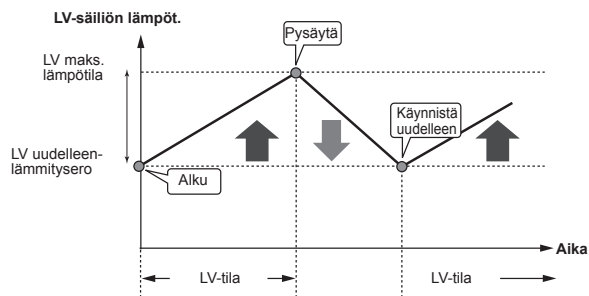 LV-säiliön lämpöt.
Pysäytä
LV maks.
lämpötila
Käynnistä
uudelleen
LV uudelleen-
lämmitysero
Alku
Aika
LV-tila
LV-tila